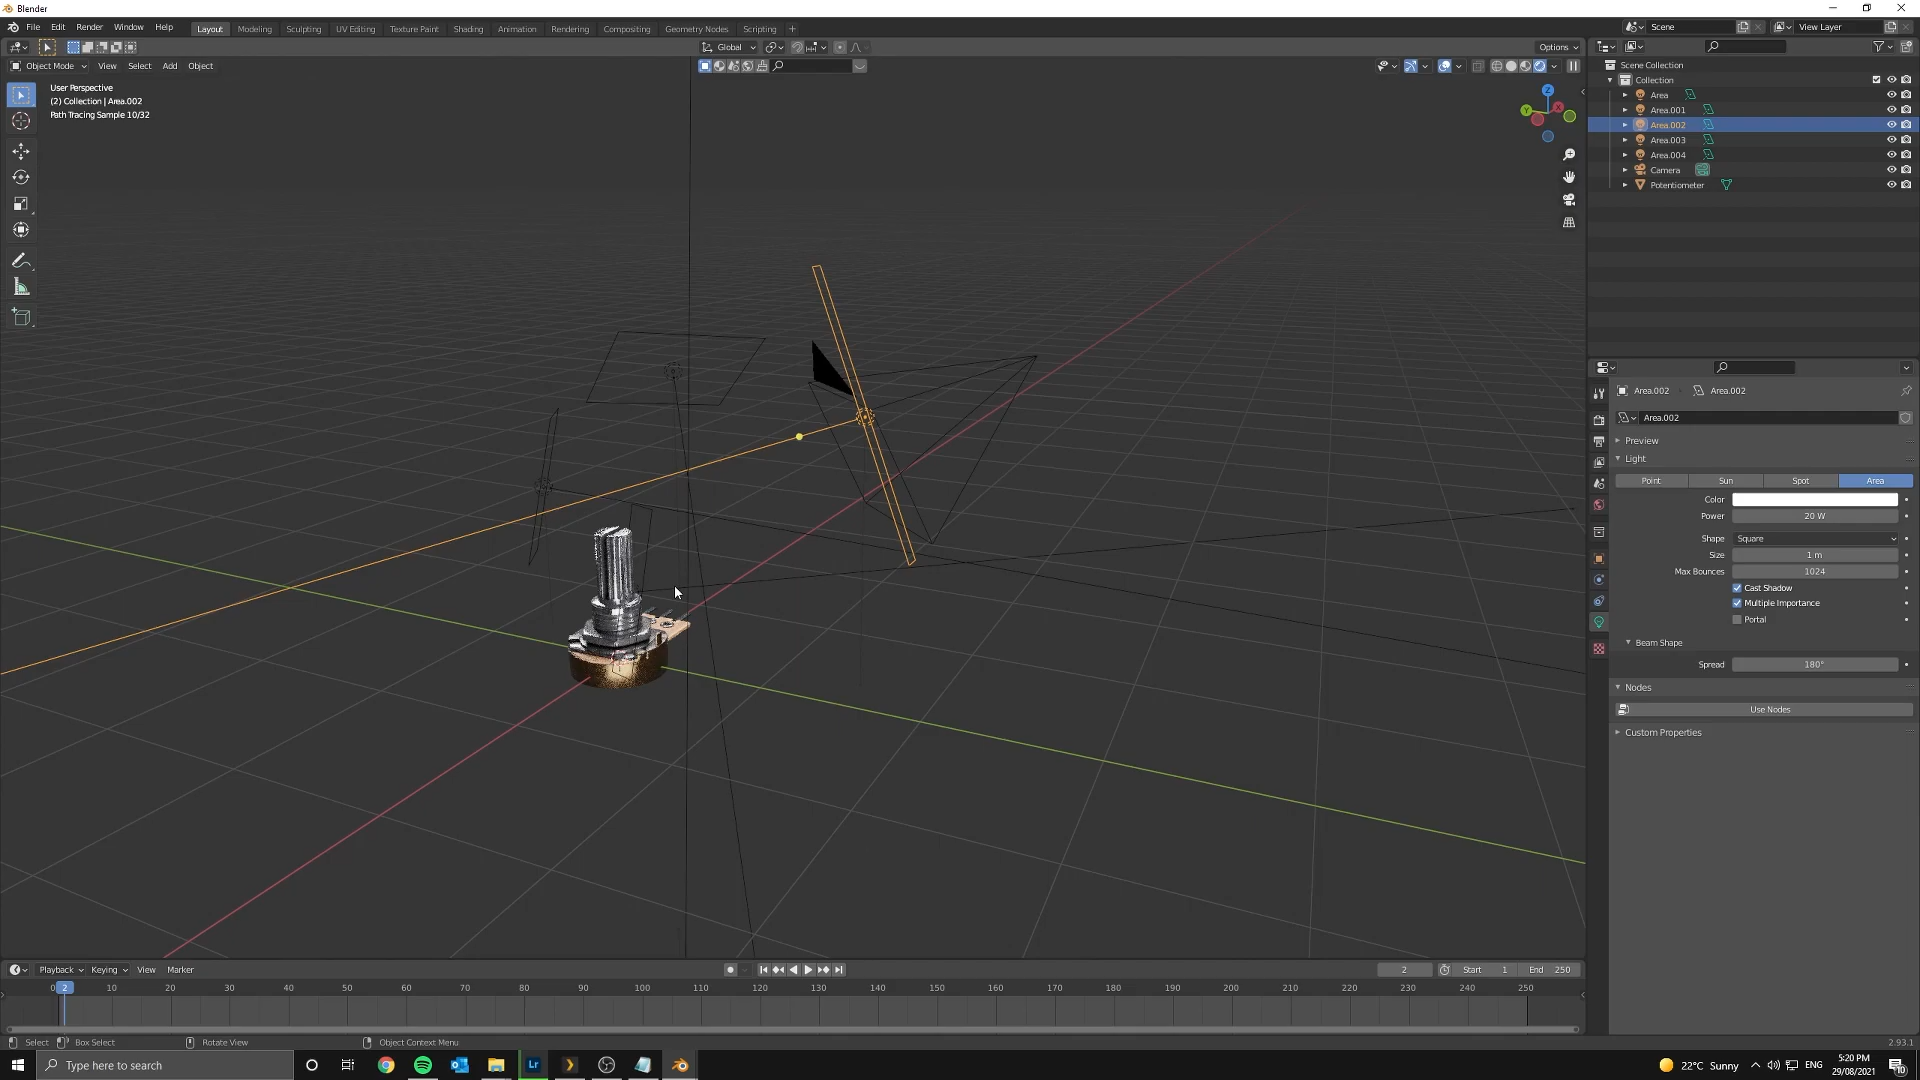 Blender
File Edit Render Window Help
Layout Modeling Sculpting UV Editing Texture Paint Shading Animation Rendering Compositing Geometry Nodes Scripting +
Scene
View Layer
Global
Options
Object Mode View Select Add Object
User Perspective
(2) Collection | Area.002
Path Tracing Sample 10/32
Z
Y
X
Scene Collection
Collection
Area
Area.001
Area.002
Area.003
Area.004
Camera
Potentiometer
Area.002 Area.002
Area.002
Preview
Light
Point Sun Spot Area
Color
Power 20 W
Shape Square
Size 1 m
Max Bounces 1024
Cast Shadow
Multiple Importance
Portal
Beam Shape
Spread 180°
Nodes
Use Nodes
Custom Properties
Playback Keying View Marker
2 Start 1 End 250
0 2 10 20 30 40 50 60 70 80 90 100 110 120 130 140 150 160 170 180 190 200 210 220 230 240 250
Select Box Select Rotate View Object Context Menu
2.93.1
Type here to search
Lr
22°C Sunny
ENG
5:20 PM
29/08/2021
10